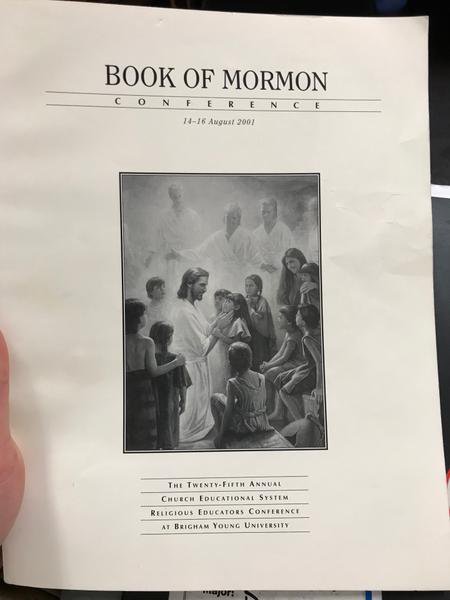 BOOK OF MORMON
CONFERENCE
14–16 August 2001
THE TWENTY-FIFTH ANNUAL
CHURCH EDUCATIONAL SYSTEM
RELIGIOUS EDUCATORS CONFERENCE
AT BRIGHAM YOUNG UNIVERSITY
major!